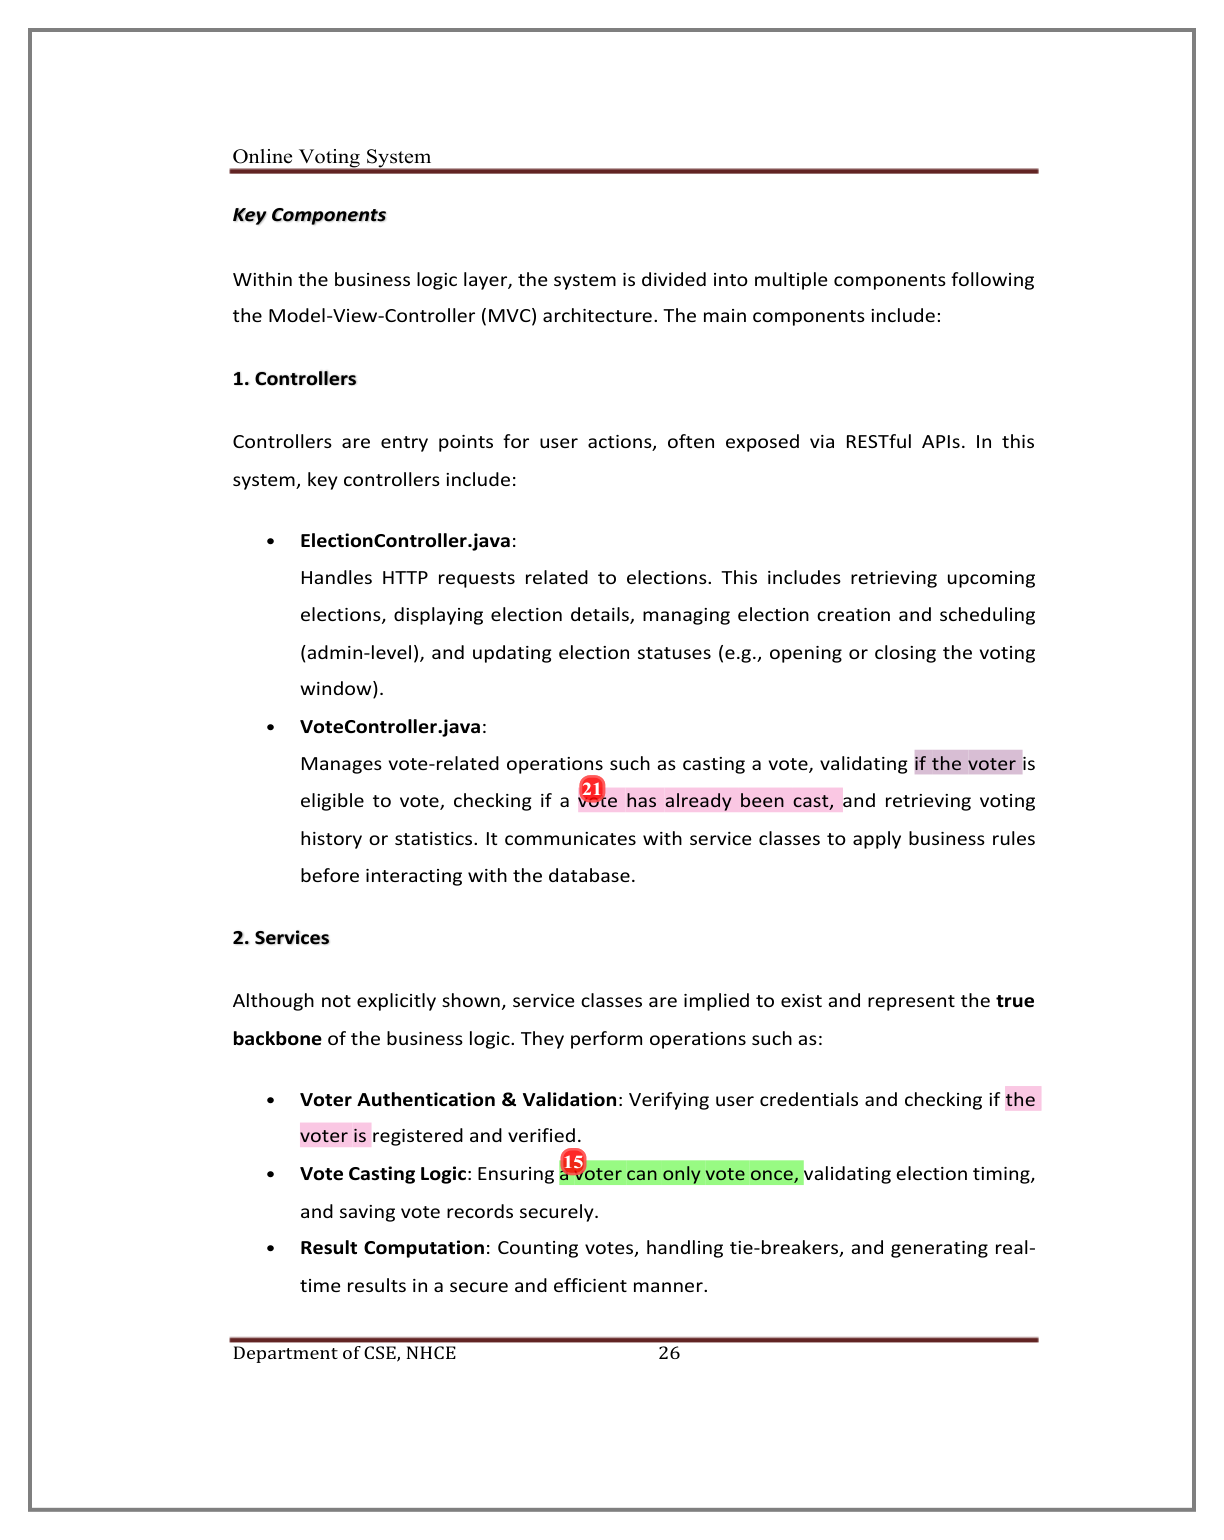 Online Voting System
Key Components
Within the business logic layer, the system is divided into multiple components following
the Model-View-Controller (MVC) architecture. The main components include:
1. Controllers
Controllers are entry points for user actions, often exposed via RESTful APIs. In this
system, key controllers include:
• ElectionController.java:
Handles HTTP requests related to elections. This includes retrieving upcoming
elections, displaying election details, managing election creation and scheduling
(admin-level), and updating election statuses (e.g., opening or closing the voting
window).
• VoteController.java:
Manages vote-related operations such as casting a vote, validating if the voter is
21
eligible to vote, checking if a vote has already been cast, and retrieving voting
history or statistics. It communicates with service classes to apply business rules
before interacting with the database.
2. Services
Although not explicitly shown, service classes are implied to exist and represent the true
backbone of the business logic. They perform operations such as:
• Voter Authentication & Validation: Verifying user credentials and checking if the
voter is registered and verified.
15
• Vote Casting Logic: Ensuring a voter can only vote once, validating election timing,
and saving vote records securely.
• Result Computation: Counting votes, handling tie-breakers, and generating real-
time results in a secure and efficient manner.
Department of CSE, NHCE 26